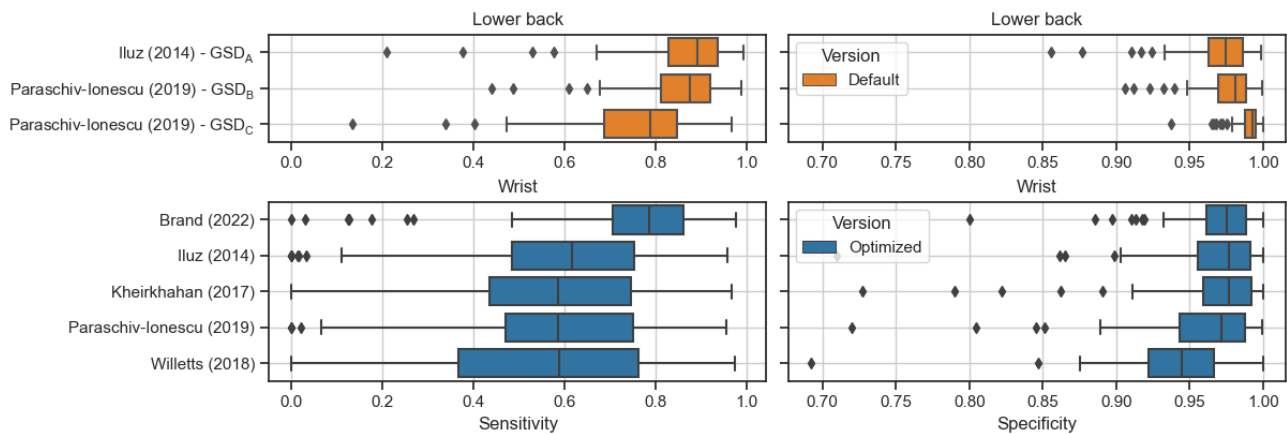 Lower back
Lower back
Iluz (2014) - GSD_A
Paraschiv-Ionescu (2019) - GSD_B
Paraschiv-Ionescu (2019) - GSD_C
Version
Default
0.0 0.2 0.4 0.6 0.8 1.0
0.70 0.75 0.80 0.85 0.90 0.95 1.00
Wrist
Wrist
Brand (2022)
Iluz (2014)
Kheirkhahan (2017)
Paraschiv-Ionescu (2019)
Willetts (2018)
Version
Optimized
0.0 0.2 0.4 0.6 0.8 1.0
0.70 0.75 0.80 0.85 0.90 0.95 1.00
Sensitivity
Specificity